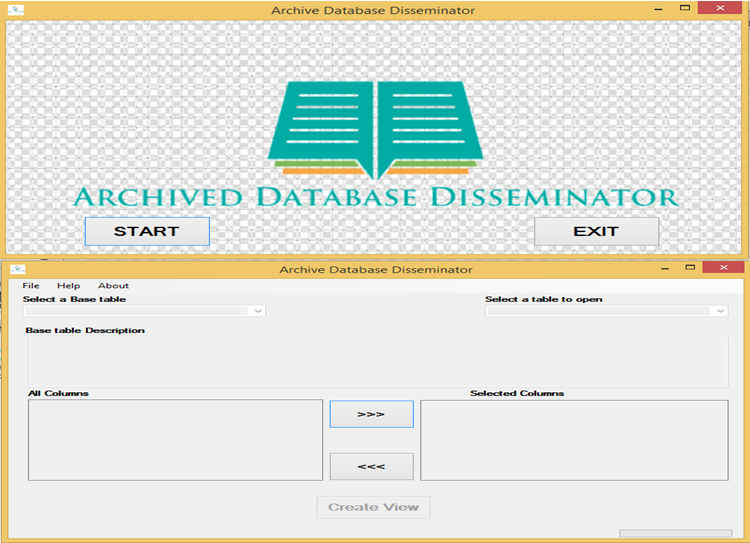 Archive Database Disseminator
ARCHIVED DATABASE DISSEMINATOR
START EXIT
Archive Database Disseminator
File Help About
Select a Base table Select a table to open
Base table Description
All Columns Selected Columns
>>>
<<<
Create View